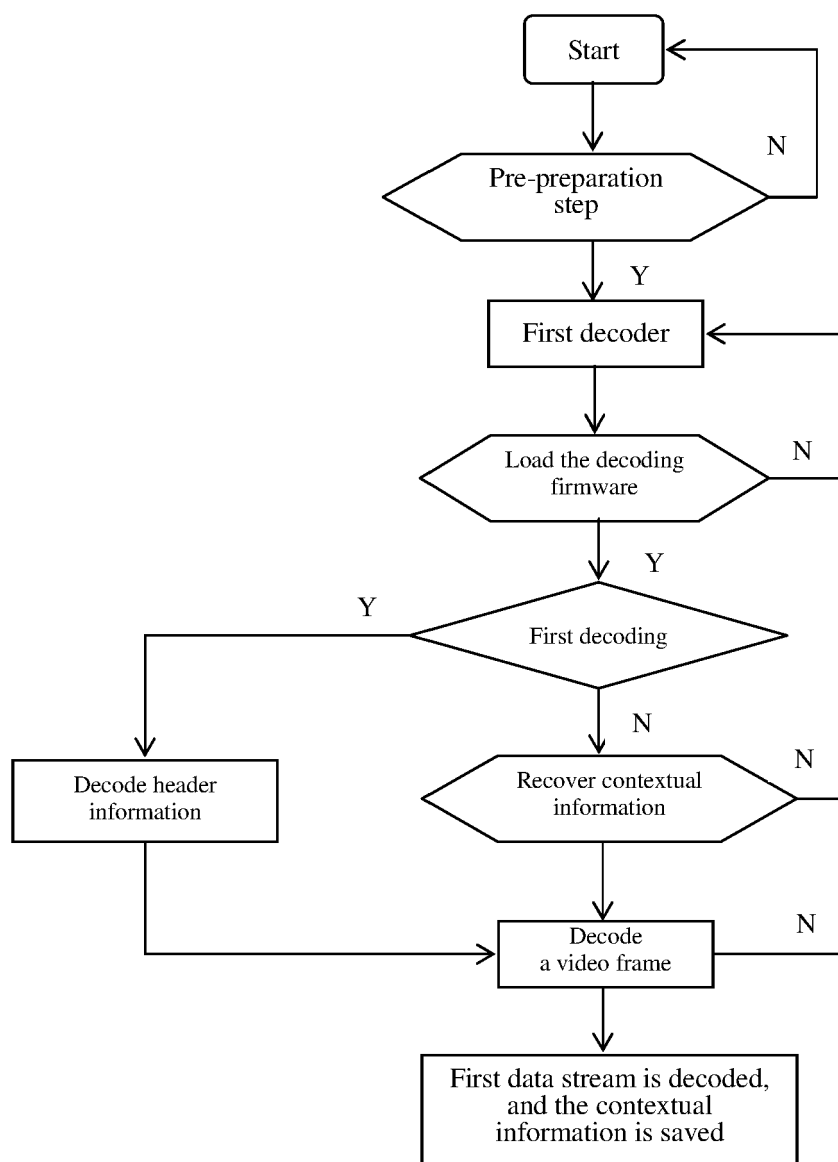 Start
N
Pre-preparation
step
Y
First decoder
Load the decoding
firmware
N
Y
Y
First decoding
N
Decode header
information
Recover contextual
information
N
Decode
a video frame
N
First data stream is decoded,
and the contextual
information is saved